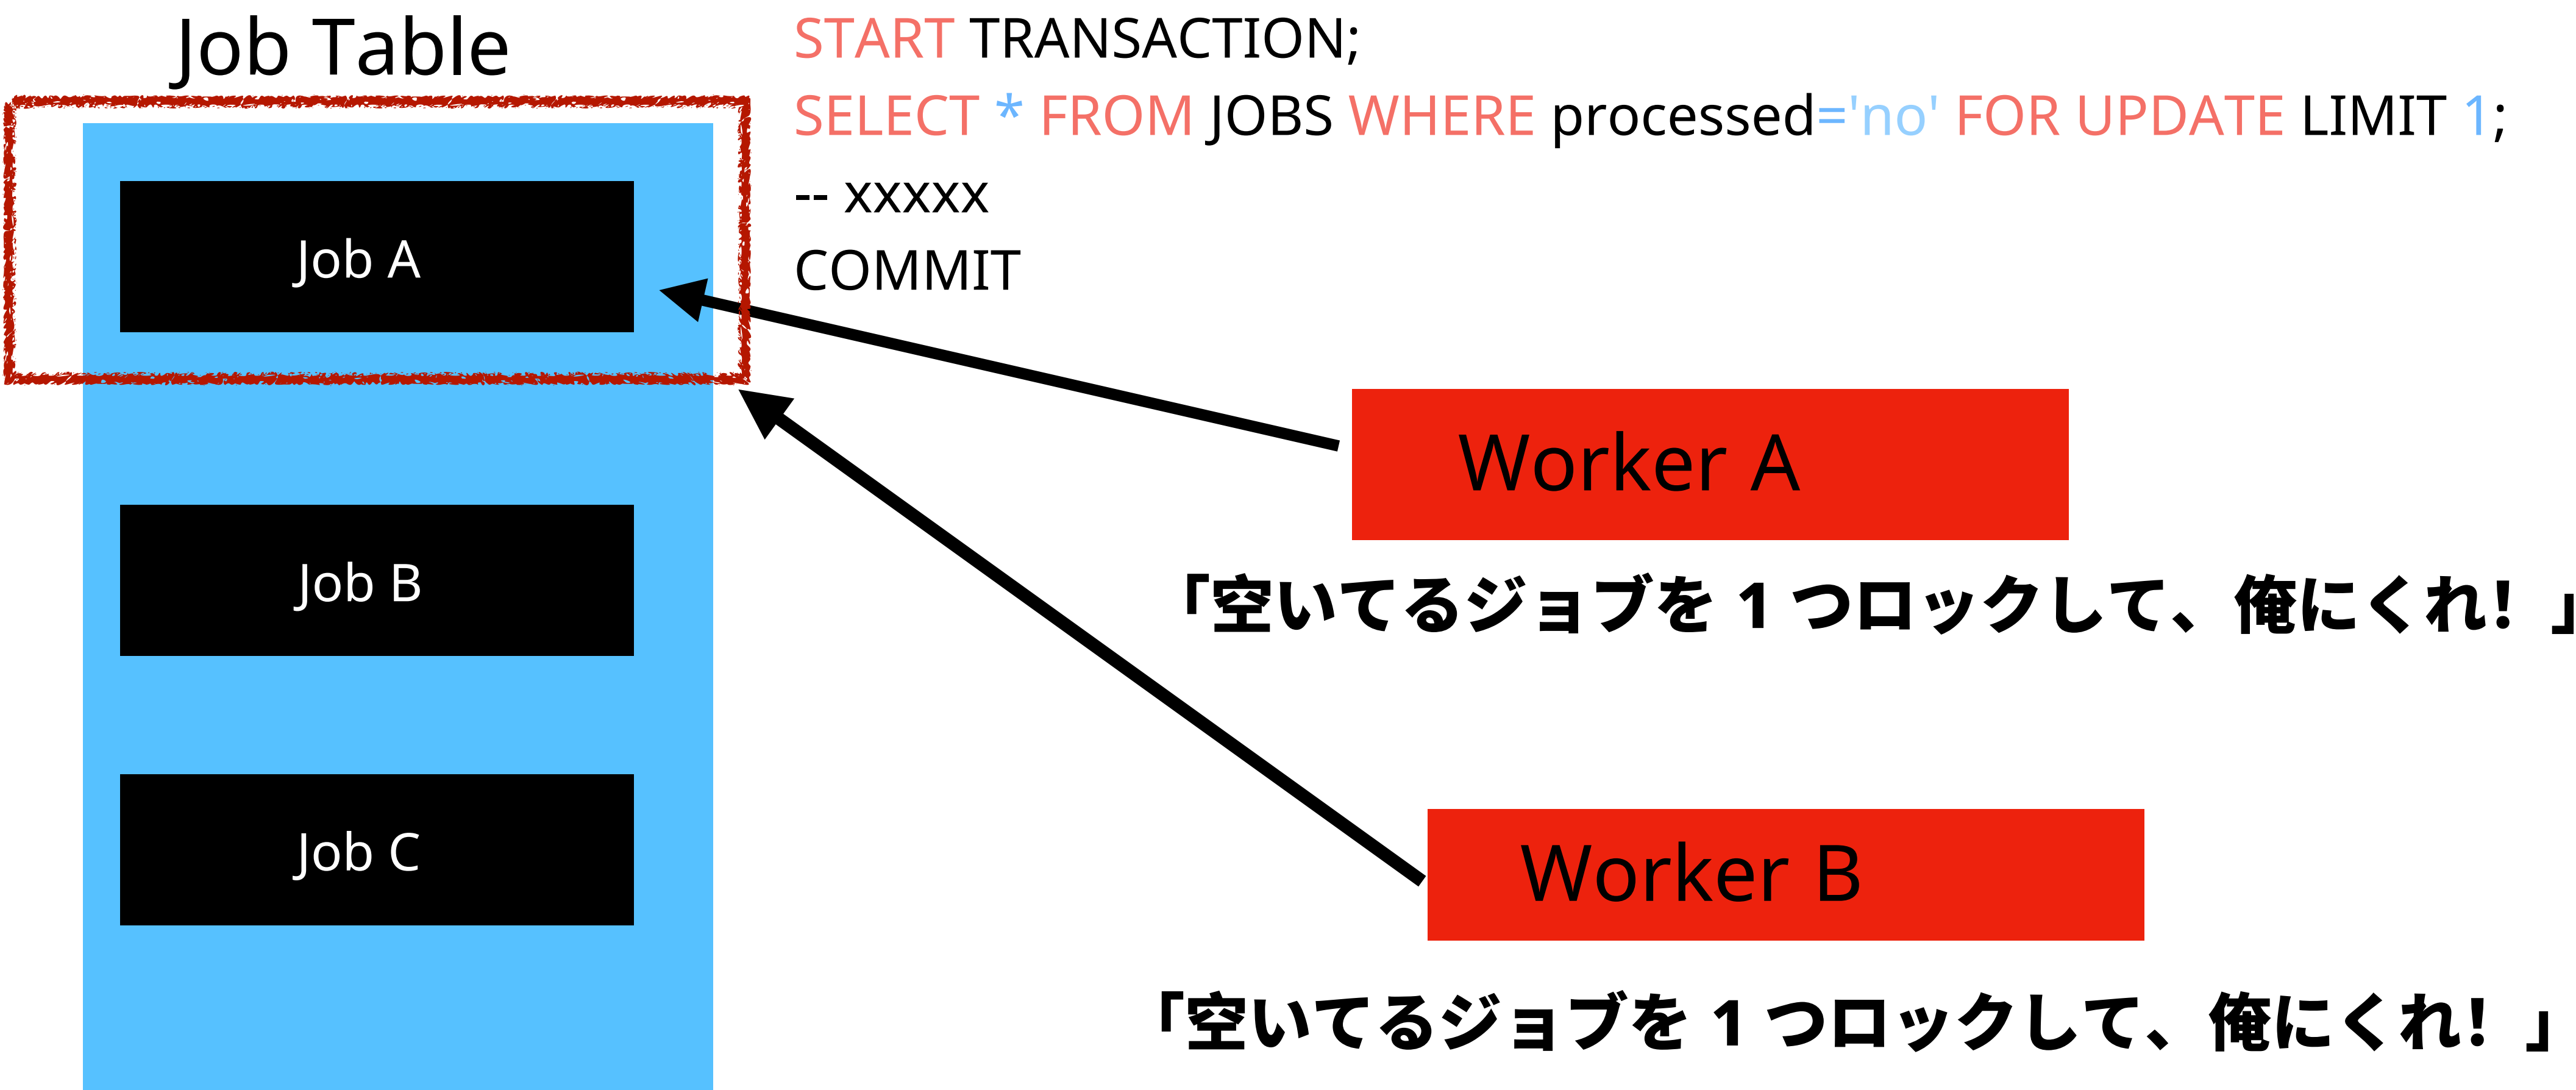 Job Table
START TRANSACTION;
SELECT * FROM JOBS WHERE processed='no' FOR UPDATE LIMIT 1;
-- xxxxx
COMMIT
Job A
Job B
Job C
Worker A
「空いてるジョブを1つロックして、俺にくれ！」
Worker B
「空いてるジョブを1つロックして、俺にくれ！」